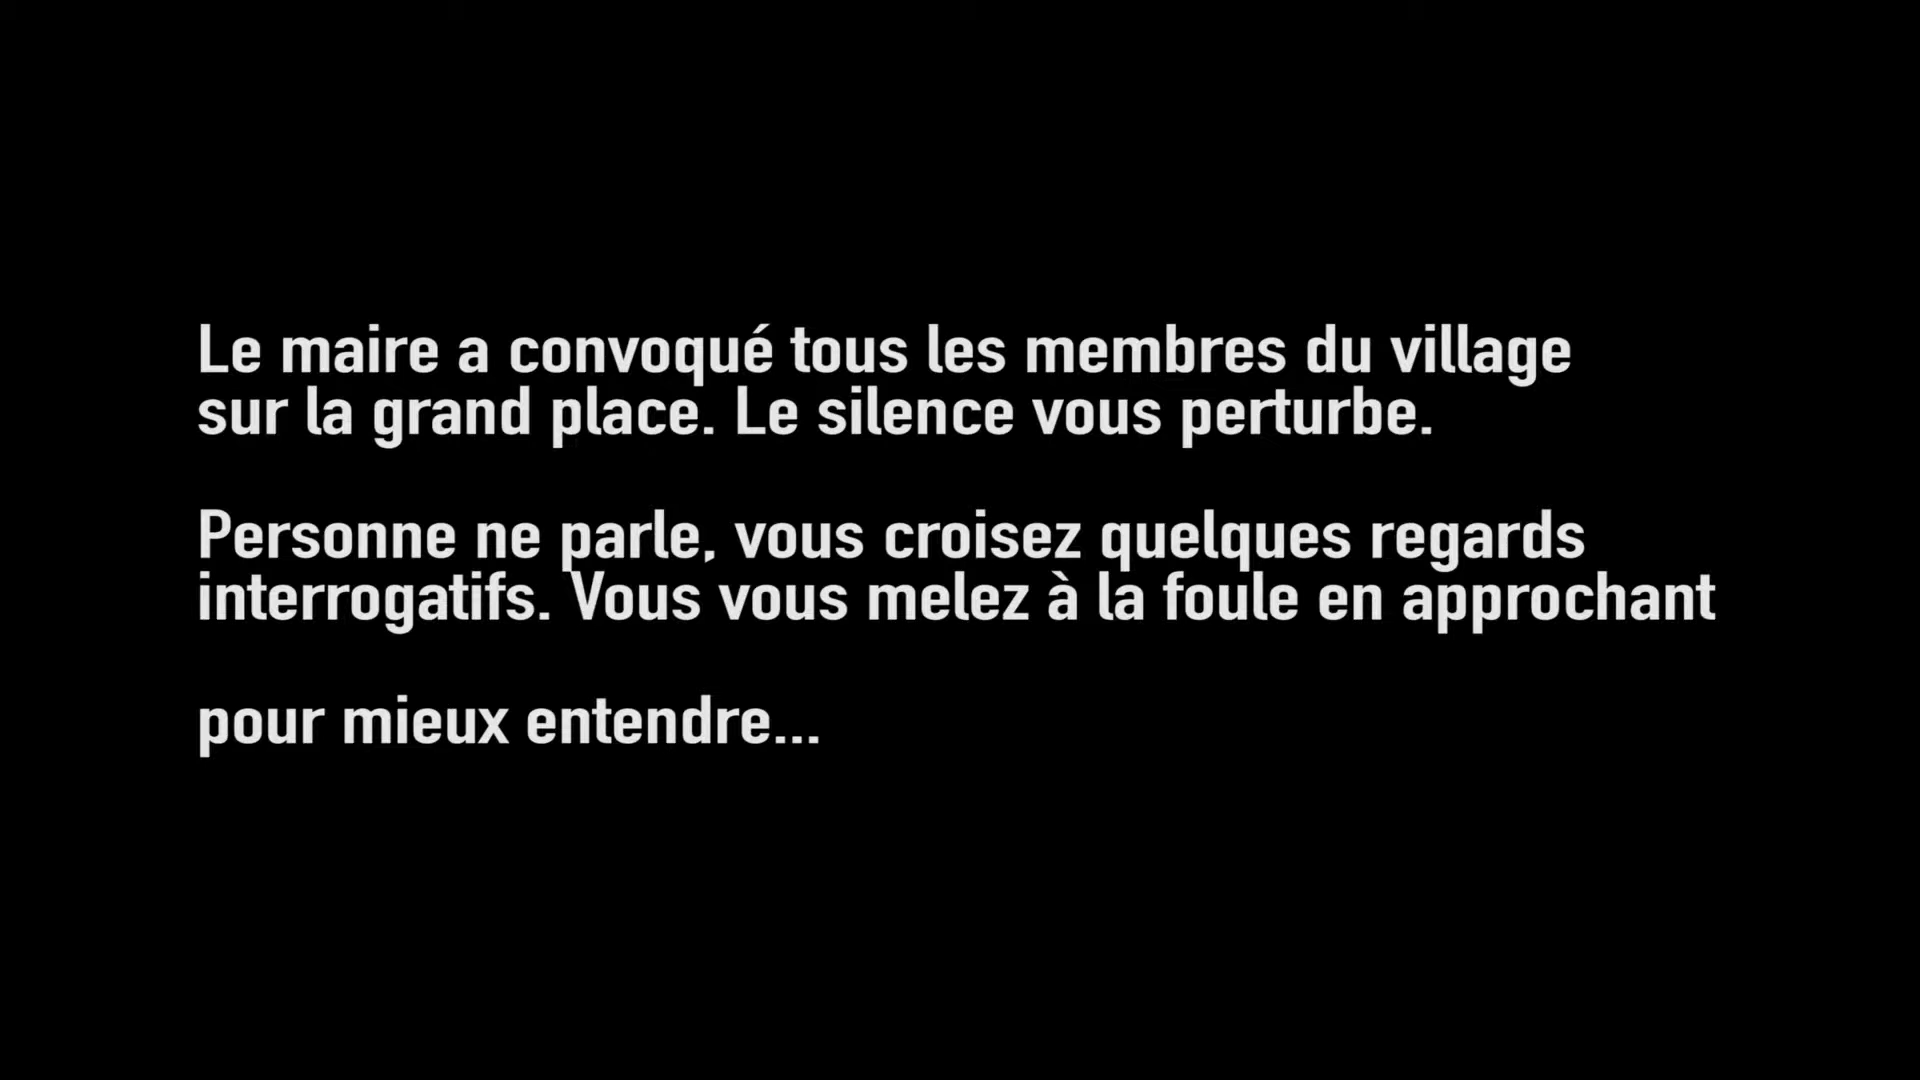 Le maire a convoqué tous les membres du village
sur la grand place. Le silence vous perturbe.
Personne ne parle, vous croisez quelques regards
interrogatifs. Vous vous melez à la foule en approchant
pour mieux entendre...